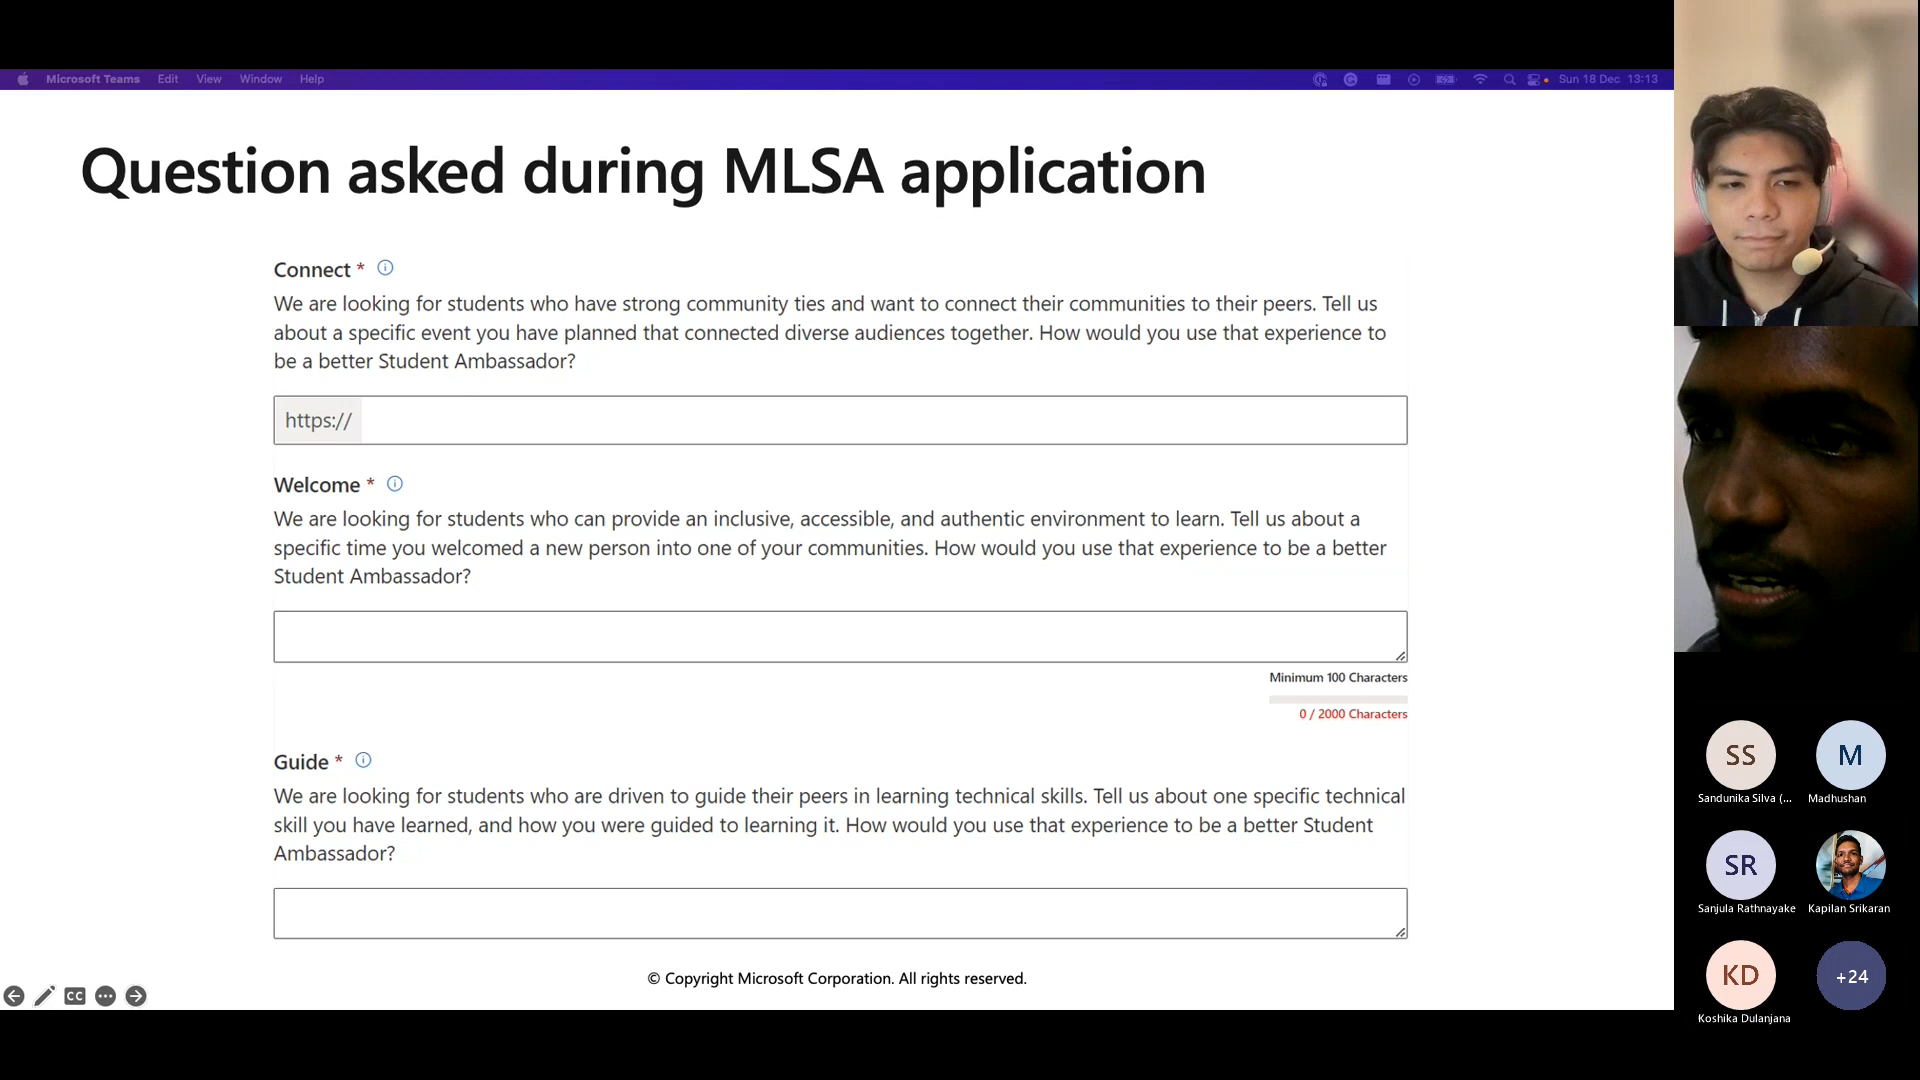 Microsoft Teams Edit View Window Help
Sun 18 Dec 13:13
Question asked during MLSA application
Connect *
We are looking for students who have strong community ties and want to connect their communities to their peers. Tell us
about a specific event you have planned that connected diverse audiences together. How would you use that experience to
be a better Student Ambassador?
https://
Welcome *
We are looking for students who can provide an inclusive, accessible, and authentic environment to learn. Tell us about a
specific time you welcomed a new person into one of your communities. How would you use that experience to be a better
Student Ambassador?
Minimum 100 Characters
0 / 2000 Characters
Guide *
We are looking for students who are driven to guide their peers in learning technical skills. Tell us about one specific technical
skill you have learned, and how you were guided to learning it. How would you use that experience to be a better Student
Ambassador?
© Copyright Microsoft Corporation. All rights reserved.
CC
SS
M
Sandunika Silva (...
Madhushan
SR
Sanjula Rathnayake
Kapilan Srikaran
KD
+24
Koshika Dulanjana